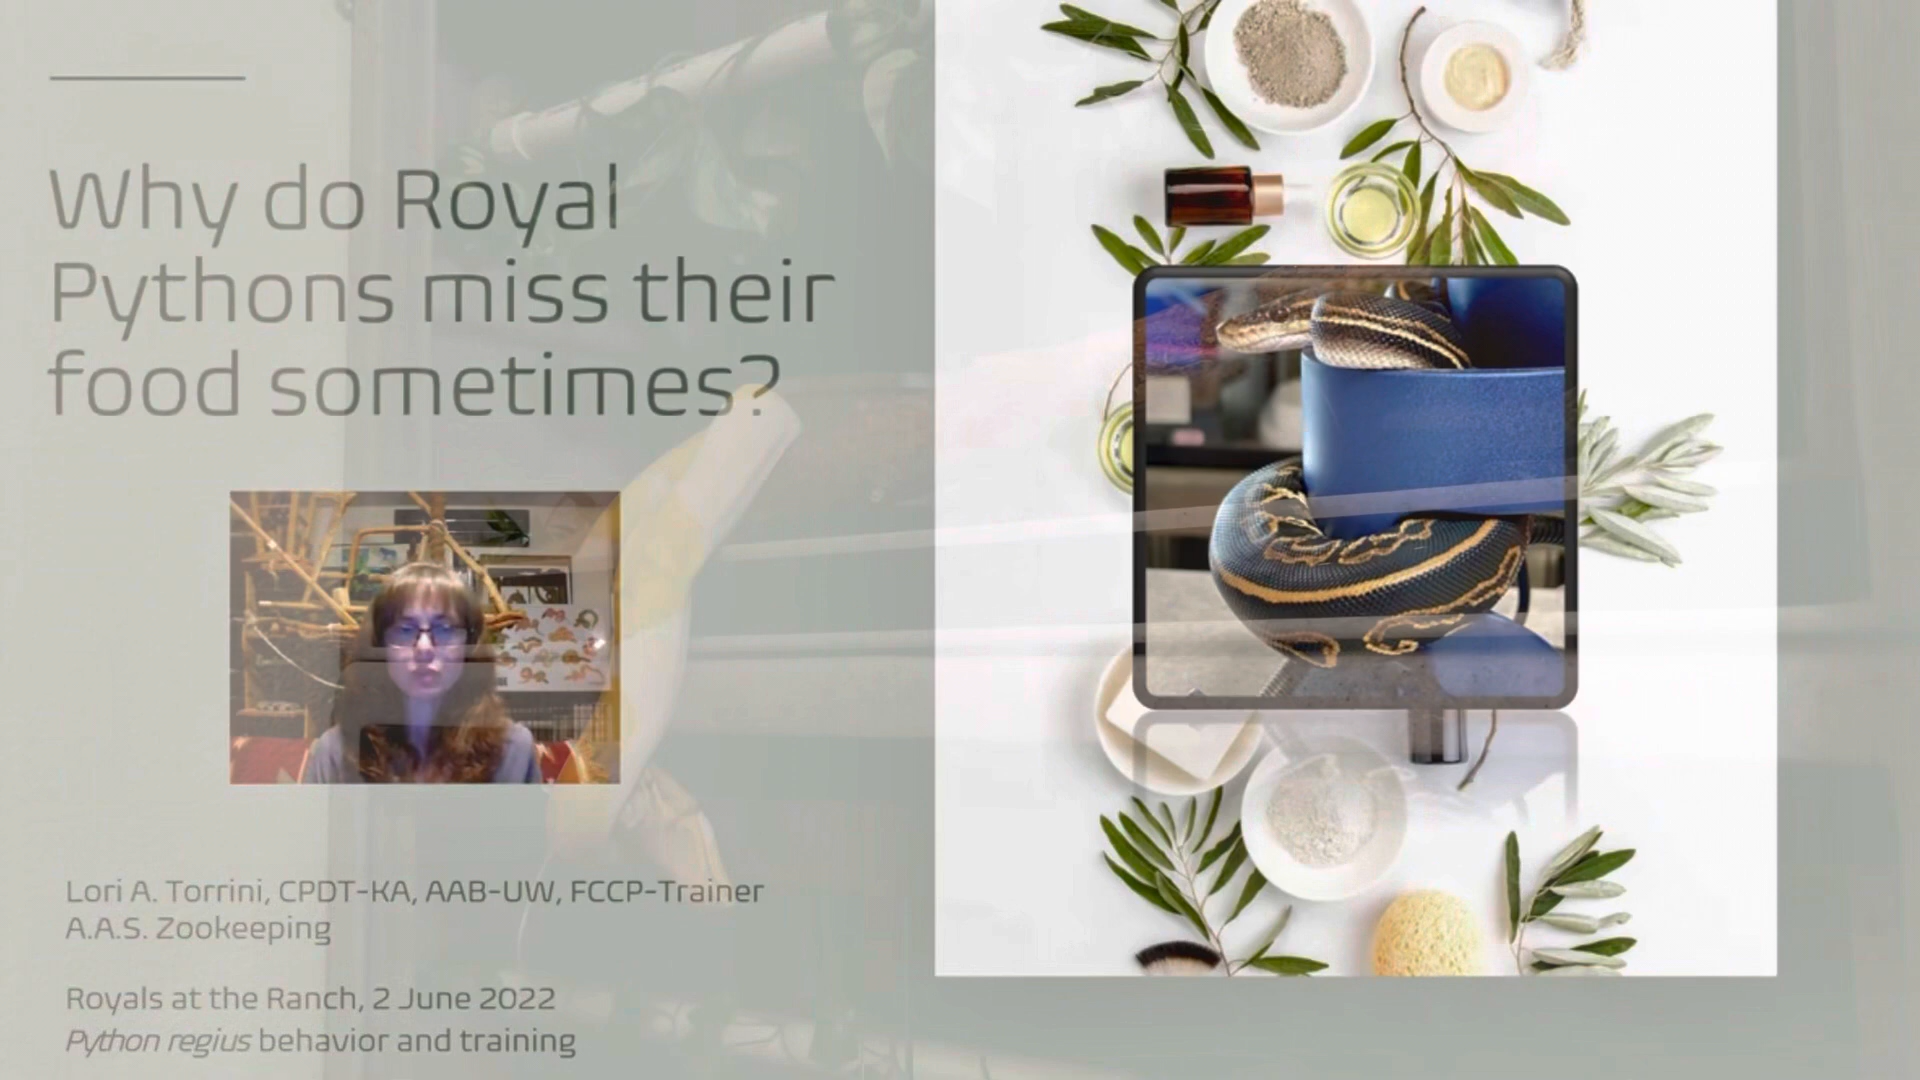 Why do Royal
Pythons miss their
food sometimes?
Lori A. Torrini, CPDT-KA, AAB-UW, FCCP-Trainer
A.A.S. Zookeeping
Royals at the Ranch, 2 June 2022
Python regius behavior and training